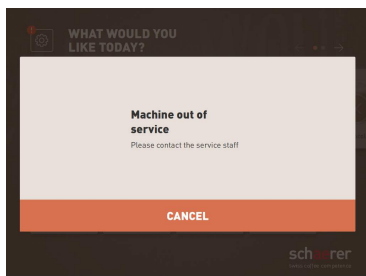 WHAT WOULD YOU
LIKE TODAY?
Machine out of
service
Please contact the service staff
CANCEL